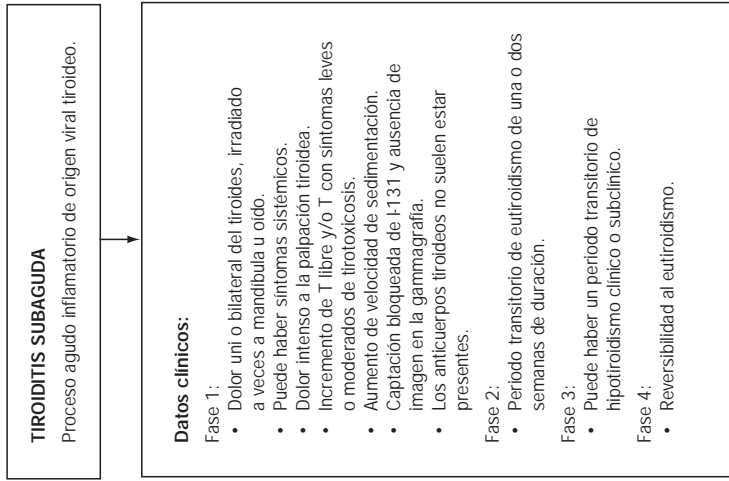 TIROIDITIS SUBAGUDA
Proceso agudo inflamatorio de origen viral tiroideo.
Datos clínicos:
Fase 1:
• Dolor uni o bilateral del tiroides, irradiado
a veces a mandíbula u oído.
• Puede haber síntomas sistémicos.
• Dolor intenso a la palpación tiroidea.
• Incremento de T libre y/o T con síntomas leves
o moderados de tirotoxicosis.
• Aumento de velocidad de sedimentación.
• Captación bloqueada de I-131 y ausencia de
imagen en la gammagrafía.
• Los anticuerpos tiroideos no suelen estar
presentes.
Fase 2:
• Periodo transitorio de eutiroidismo de una o dos
semanas de duración.
Fase 3:
• Puede haber un periodo transitorio de
hipotiroidismo clínico o subclínico.
Fase 4:
• Reversibilidad al eutiroidismo.